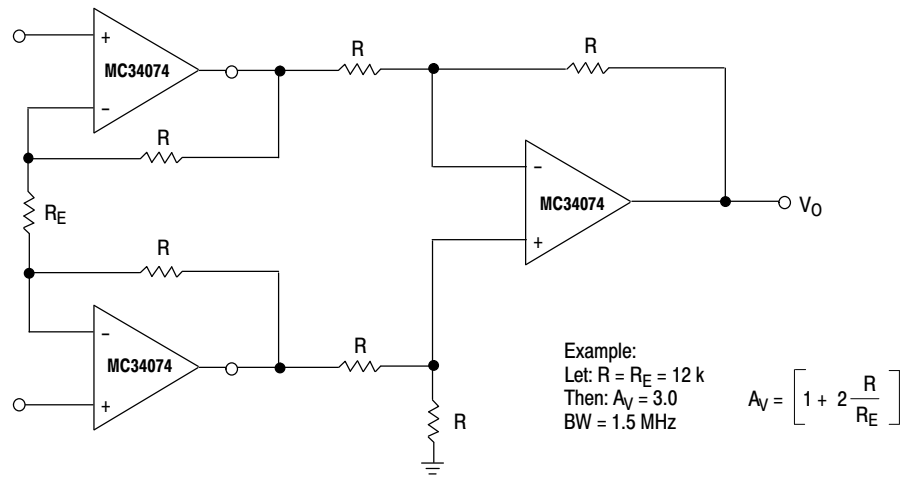 +
MC34074
−
R
R
R
R_E
R
−
MC34074
+
R
R
−
MC34074
+
V_O
Example:
Let: R = R_E = 12 k
Then: A_V = 3.0
BW = 1.5 MHz
A_V = [1 + 2 R/R_E]